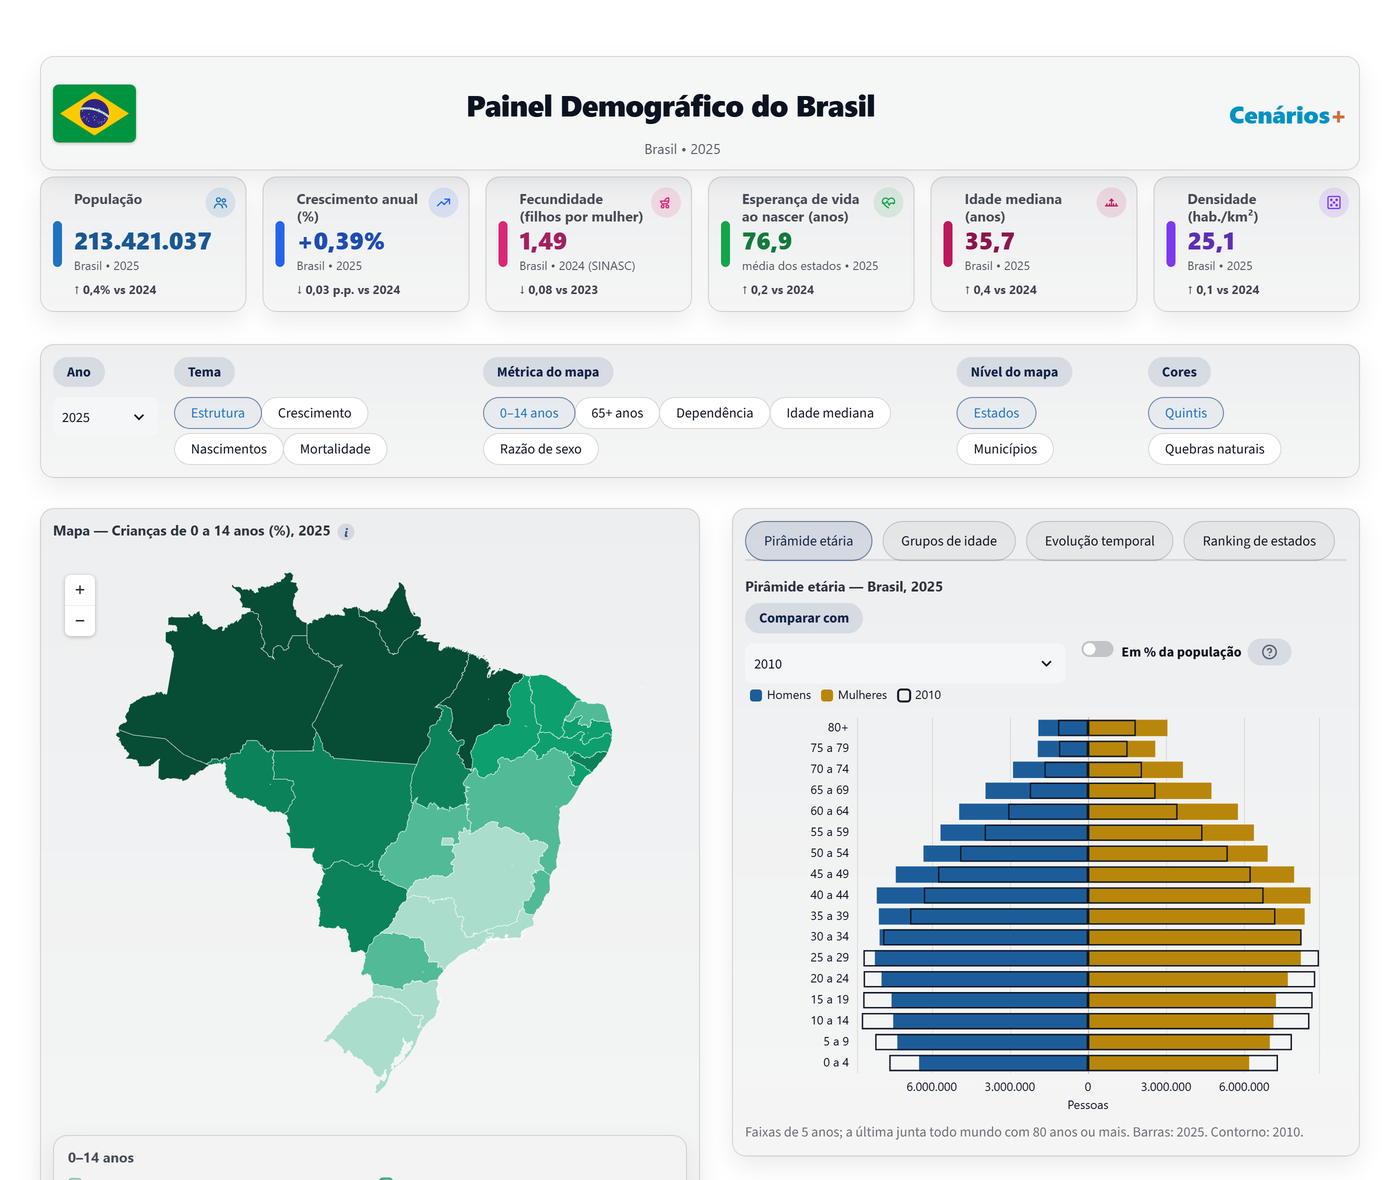 Painel Demográfico do Brasil
Brasil • 2025
Cenários+
População
213.421.037
Brasil • 2025
↑ 0,4% vs 2024
Crescimento anual
(%)
+0,39%
Brasil • 2025
↓ 0,03 p.p. vs 2024
Fecundidade
(filhos por mulher)
1,49
Brasil • 2024 (SINASC)
↓ 0,08 vs 2023
Esperança de vida
ao nascer (anos)
76,9
média dos estados • 2025
↑ 0,2 vs 2024
Idade mediana
(anos)
35,7
Brasil • 2025
↑ 0,4 vs 2024
Densidade
(hab./km²)
25,1
Brasil • 2025
↑ 0,1 vs 2024
Ano
2025
Tema
Estrutura Crescimento
Nascimentos Mortalidade
Métrica do mapa
0–14 anos 65+ anos Dependência Idade mediana
Razão de sexo
Nível do mapa
Estados
Municípios
Cores
Quintis
Quebras naturais
Mapa — Crianças de 0 a 14 anos (%), 2025 i
+
−
0–14 anos
Pirâmide etária Grupos de idade Evolução temporal Ranking de estados
Pirâmide etária — Brasil, 2025
Comparar com
2010
Em % da população ?
Homens Mulheres 2010
80+
75 a 79
70 a 74
65 a 69
60 a 64
55 a 59
50 a 54
45 a 49
40 a 44
35 a 39
30 a 34
25 a 29
20 a 24
15 a 19
10 a 14
5 a 9
0 a 4
6.000.000 3.000.000 0 3.000.000 6.000.000
Pessoas
Faixas de 5 anos; a última junta todo mundo com 80 anos ou mais. Barras: 2025. Contorno: 2010.